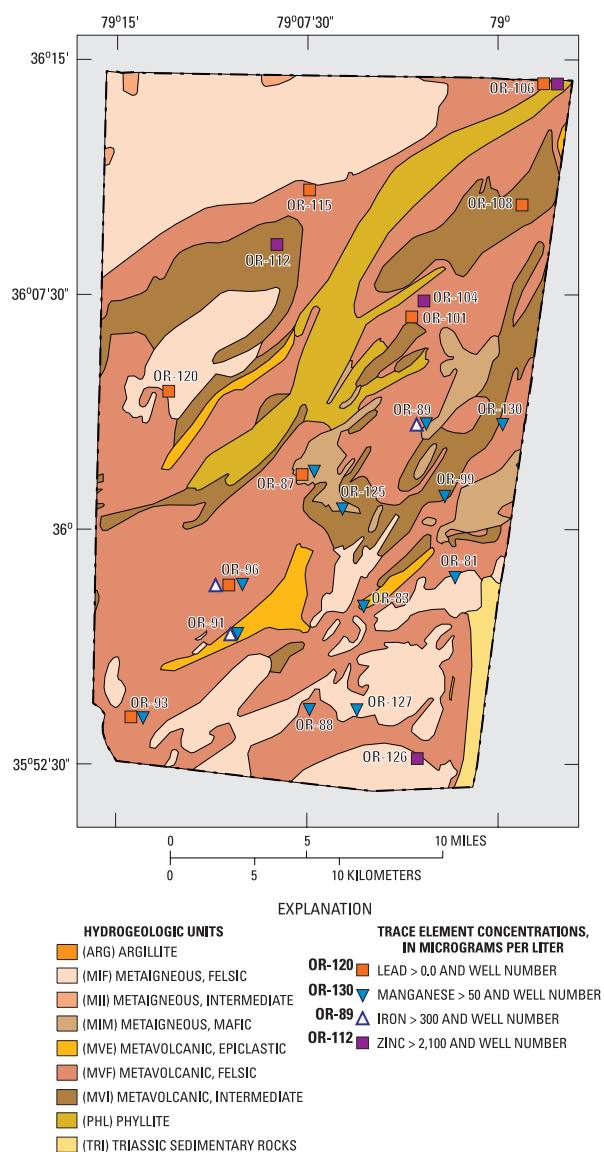 79°15' 79°07'30" 79°
36°15'
OR-106
OR-115
OR-108
OR-112
36°07'30"
OR-104
OR-101
OR-120
OR-89
OR-130
OR-87
OR-99
OR-125
36°
OR-96
OR-81
OR-83
OR-91
OR-93
OR-88
OR-127
OR-126
35°52'30"
0 5 10 MILES
0 5 10 KILOMETERS
EXPLANATION
HYDROGEOLOGIC UNITS
(ARG) ARGILLITE
(MIF) METAIGNEOUS, FELSIC
(MII) METAIGNEOUS, INTERMEDIATE
(MIM) METAIGNEOUS, MAFIC
(MVE) METAVOLCANIC, EPICLASTIC
(MVF) METAVOLCANIC, FELSIC
(MVI) METAVOLCANIC, INTERMEDIATE
(PHL) PHYLLITE
(TRI) TRIASSIC SEDIMENTARY ROCKS
TRACE ELEMENT CONCENTRATIONS,
IN MICROGRAMS PER LITER
OR-120 LEAD > 0.0 AND WELL NUMBER
OR-130 MANGANESE > 50 AND WELL NUMBER
OR-89 IRON > 300 AND WELL NUMBER
OR-112 ZINC > 2,100 AND WELL NUMBER